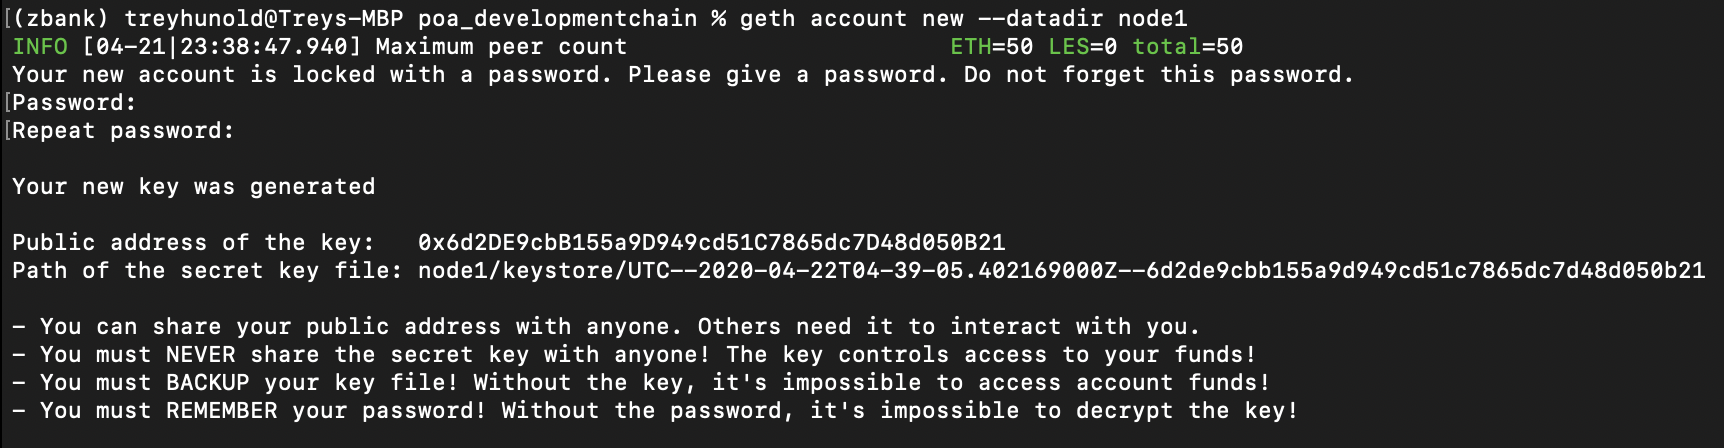 [(zbank) treyhunold@Treys-MBP poa_developmentchain % geth account new --datadir node1
INFO [04-21|23:38:47.940] Maximum peer count                       ETH=50 LES=0 total=50
Your new account is locked with a password. Please give a password. Do not forget this password.
[Password:
[Repeat password:
Your new key was generated
Public address of the key:   0x6d2DE9cbB155a9D949cd51C7865dc7D48d050B21
Path of the secret key file: node1/keystore/UTC--2020-04-22T04-39-05.402169000Z--6d2de9cbb155a9d949cd51c7865dc7d48d050b21
- You can share your public address with anyone. Others need it to interact with you.
- You must NEVER share the secret key with anyone! The key controls access to your funds!
- You must BACKUP your key file! Without the key, it's impossible to access account funds!
- You must REMEMBER your password! Without the password, it's impossible to decrypt the key!